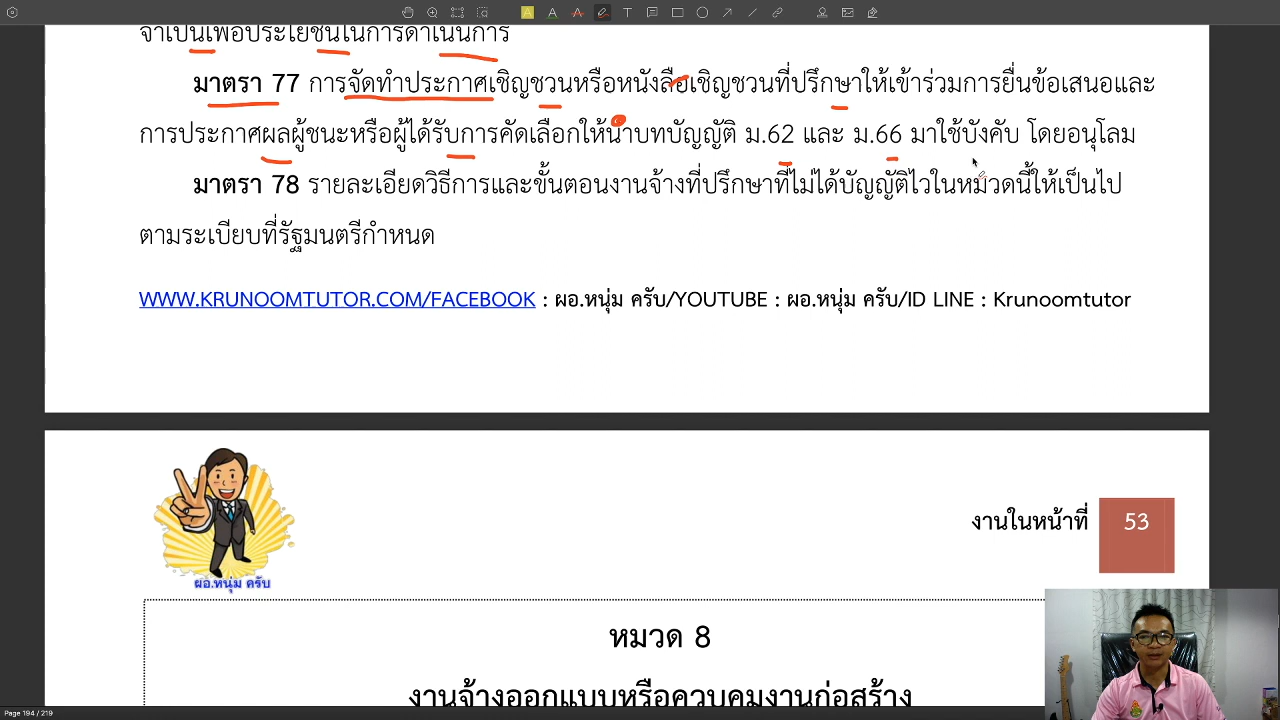 จำเป็นเพื่อประโยชน์ในการดำเนินการ
มาตรา 77 การจัดทำประกาศเชิญชวนหรือหนังสือเชิญชวนที่ปรึกษาให้เข้าร่วมการยื่นข้อเสนอและ
การประกาศผลผู้ชนะหรือผู้ได้รับการคัดเลือกให้นำบทบัญญัติ ม.62 และ ม.66 มาใช้บังคับ โดยอนุโลม
มาตรา 78 รายละเอียดวิธีการและขั้นตอนงานจ้างที่ปรึกษาที่ไม่ได้บัญญัติไว้ในหมวดนี้ให้เป็นไป
ตามระเบียบที่รัฐมนตรีกำหนด
WWW.KRUNOOMTUTOR.COM/FACEBOOK : ผอ.หนุ่ม ครับ/YOUTUBE : ผอ.หนุ่ม ครับ/ID LINE : Krunoomtutor
ผอ.หนุ่ม ครับ
งานในหน้าที่ 53
หมวด 8
งานจ้างออกแบบหรือควบคุมงานก่อสร้าง
Page 194 / 219